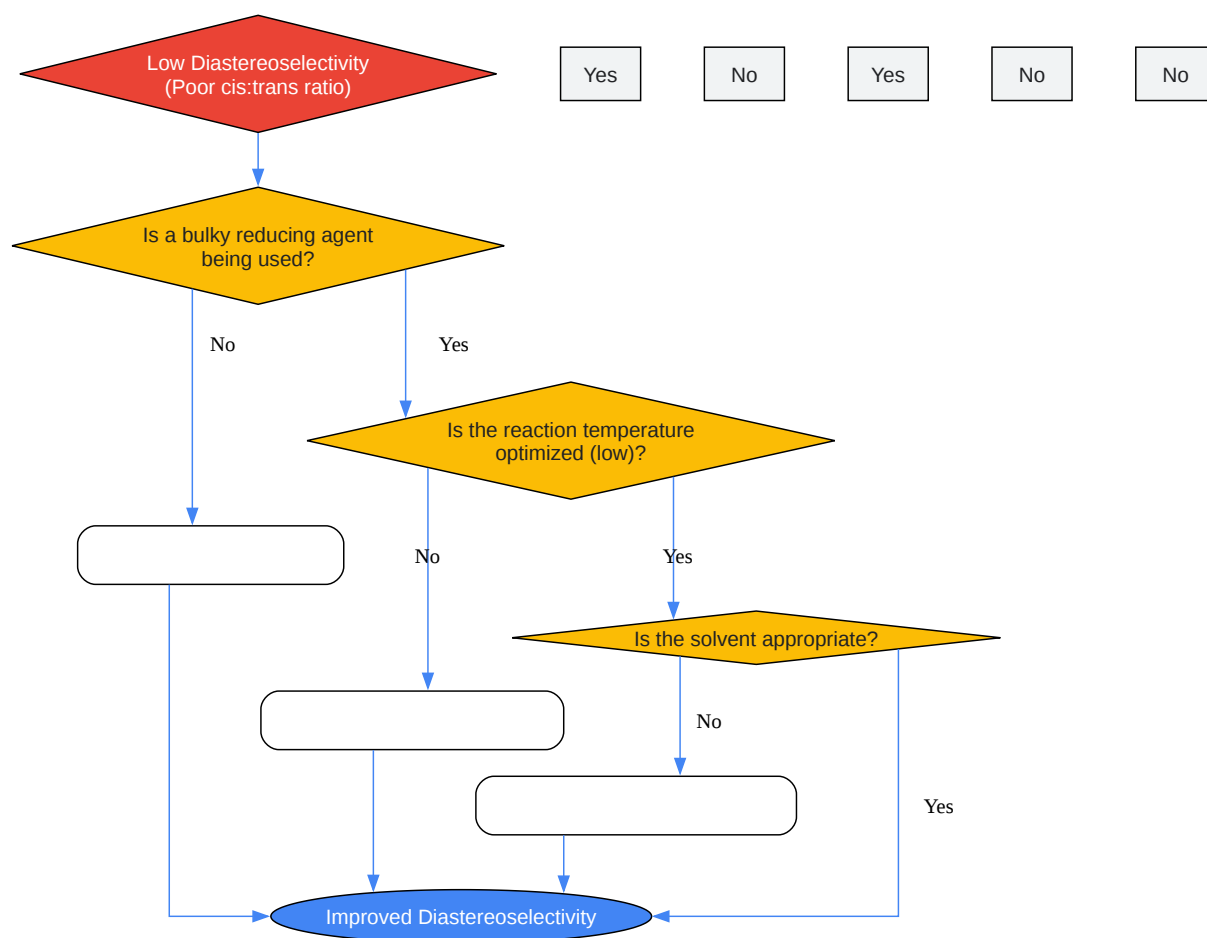 Low Diastereoselectivity
(Poor cis:trans ratio)
Yes
No
Yes
No
No
Is a bulky reducing agent
being used?
No
Yes
Is the reaction temperature
optimized (low)?
No
Yes
Is the solvent appropriate?
No
Yes
Improved Diastereoselectivity